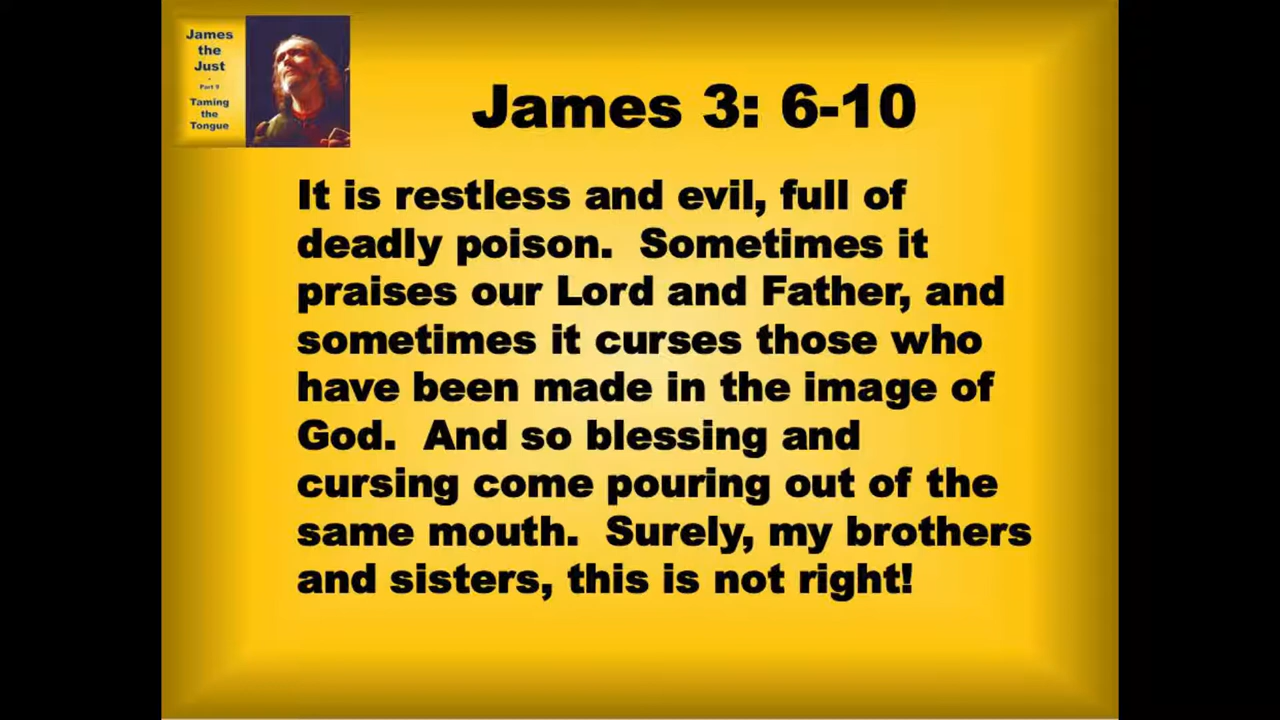 James
the
Just
-
Part 9
Taming
the
Tongue
James 3: 6-10
It is restless and evil, full of
deadly poison.  Sometimes it
praises our Lord and Father, and
sometimes it curses those who
have been made in the image of
God.  And so blessing and
cursing come pouring out of the
same mouth.  Surely, my brothers
and sisters, this is not right!